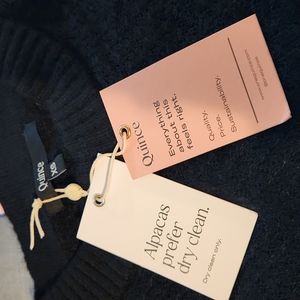 Quince
XS
Quince
Everything
about this
feels right.
Quality.
Price.
Sustainability.
Alpacas
prefer
dry clean.
Dry clean only.